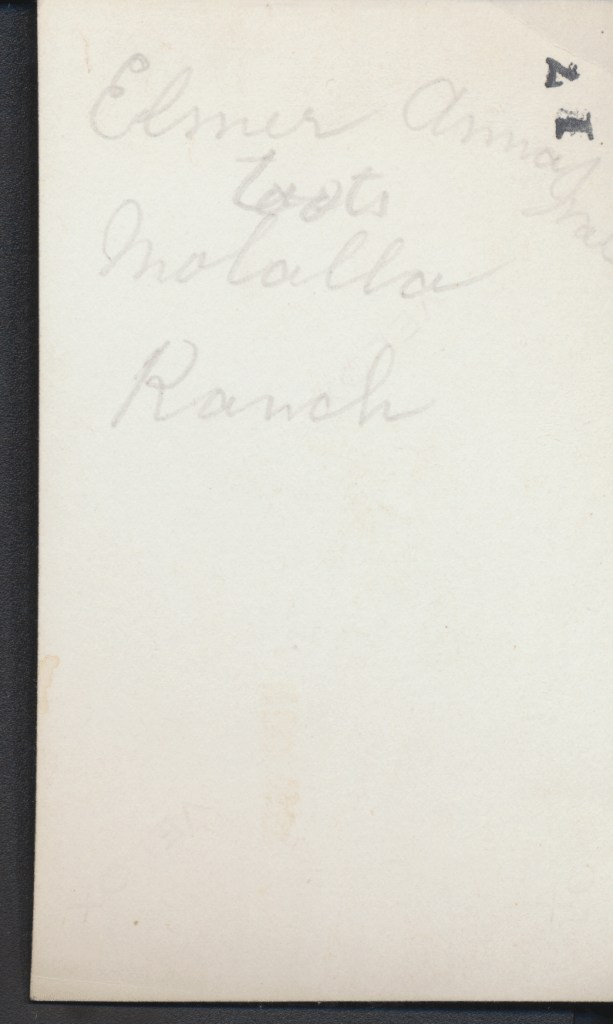 Elmer Anna
Toots
Molalla
Ranch